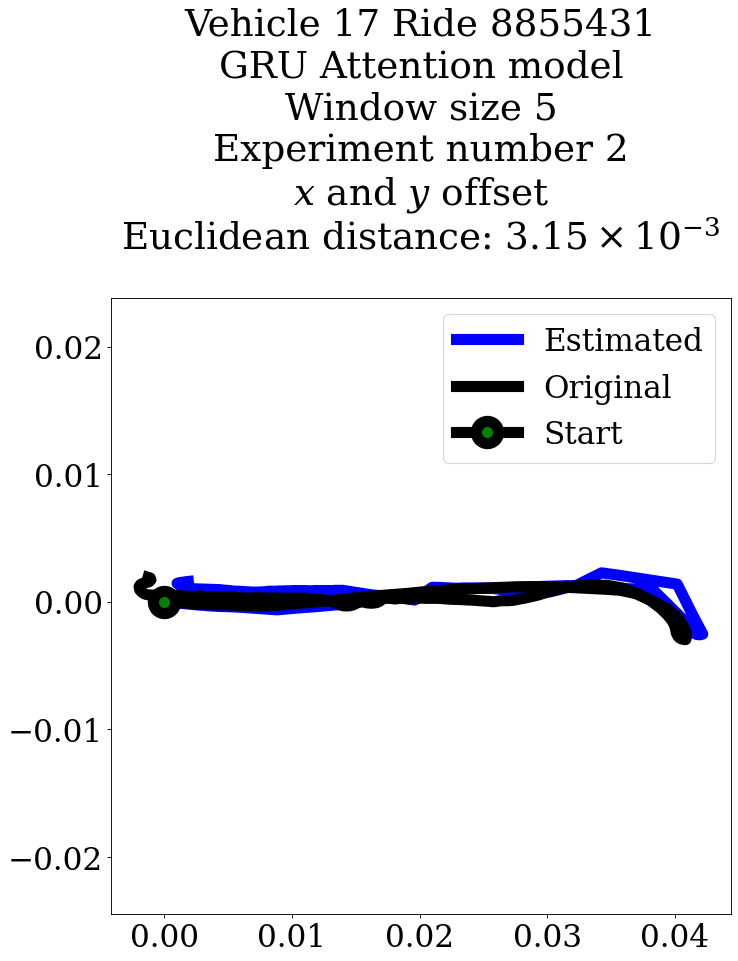 Vehicle 17 Ride 8855431
GRU Attention model
Window size 5
Experiment number 2
x and y offset
Euclidean distance: 3.15 × 10⁻³
Estimated
Original
Start
0.02
0.01
0.00
−0.01
−0.02
0.00 0.01 0.02 0.03 0.04